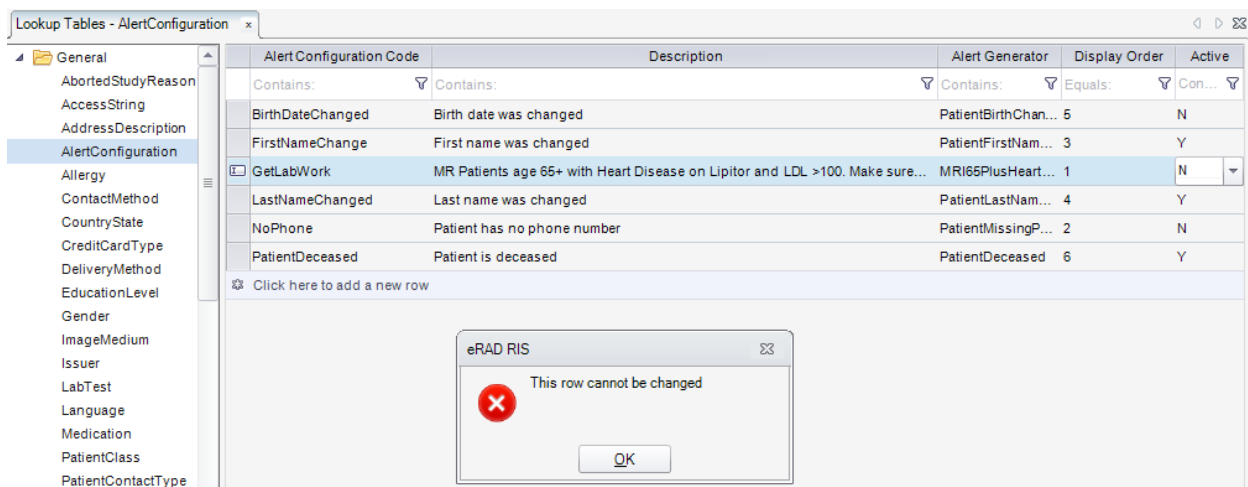 Lookup Tables - AlertConfiguration x
General
AbortedStudyReason
AccessString
AddressDescription
AlertConfiguration
Allergy
ContactMethod
CountryState
CreditCardType
DeliveryMethod
EducationLevel
Gender
ImageMedium
Issuer
LabTest
Language
Medication
PatientClass
PatientContactType
Alert Configuration Code Description Alert Generator Display Order Active
Contains: Contains: Contains: Equals: Con...
BirthDateChanged Birth date was changed PatientBirthChan... 5 N
FirstNameChange First name was changed PatientFirstNam... 3 Y
GetLabWork MR Patients age 65+ with Heart Disease on Lipitor and LDL >100. Make sure... MRI65PlusHeart... 1 N
LastNameChanged Last name was changed PatientLastNam... 4 Y
NoPhone Patient has no phone number PatientMissingP... 2 N
PatientDeceased Patient is deceased PatientDeceased 6 Y
Click here to add a new row
eRAD RIS
This row cannot be changed
OK